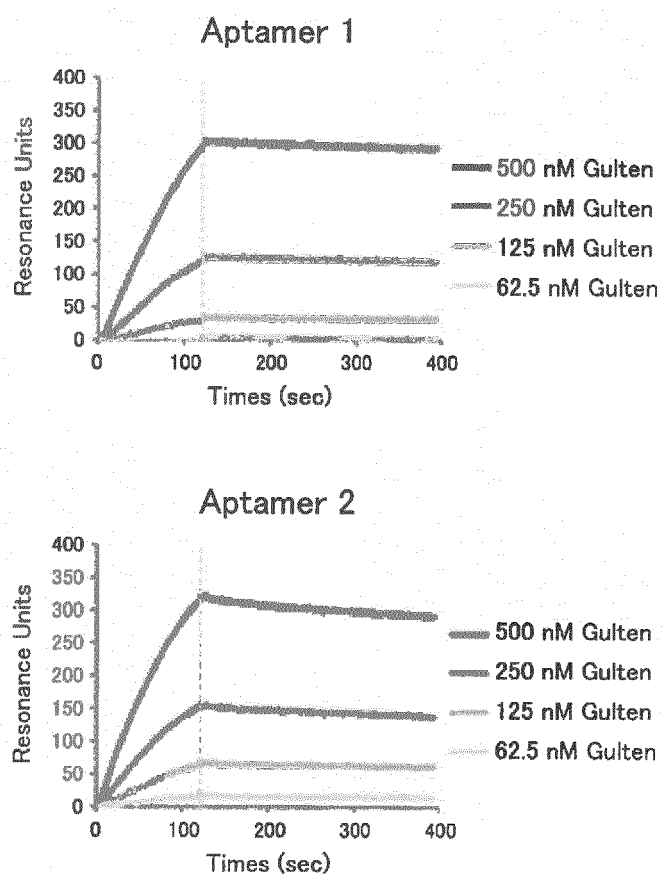 Aptamer 1
400
350
300
250
200
150
100
50
0
Resonance Units
0 100 200 300 400
Times (sec)
500 nM Gulten
250 nM Gulten
125 nM Gulten
62.5 nM Gulten
Aptamer 2
400
350
300
250
200
150
100
50
0
Resonance Units
0 100 200 300 400
Times (sec)
500 nM Gulten
250 nM Gulten
125 nM Gulten
62.5 nM Gulten